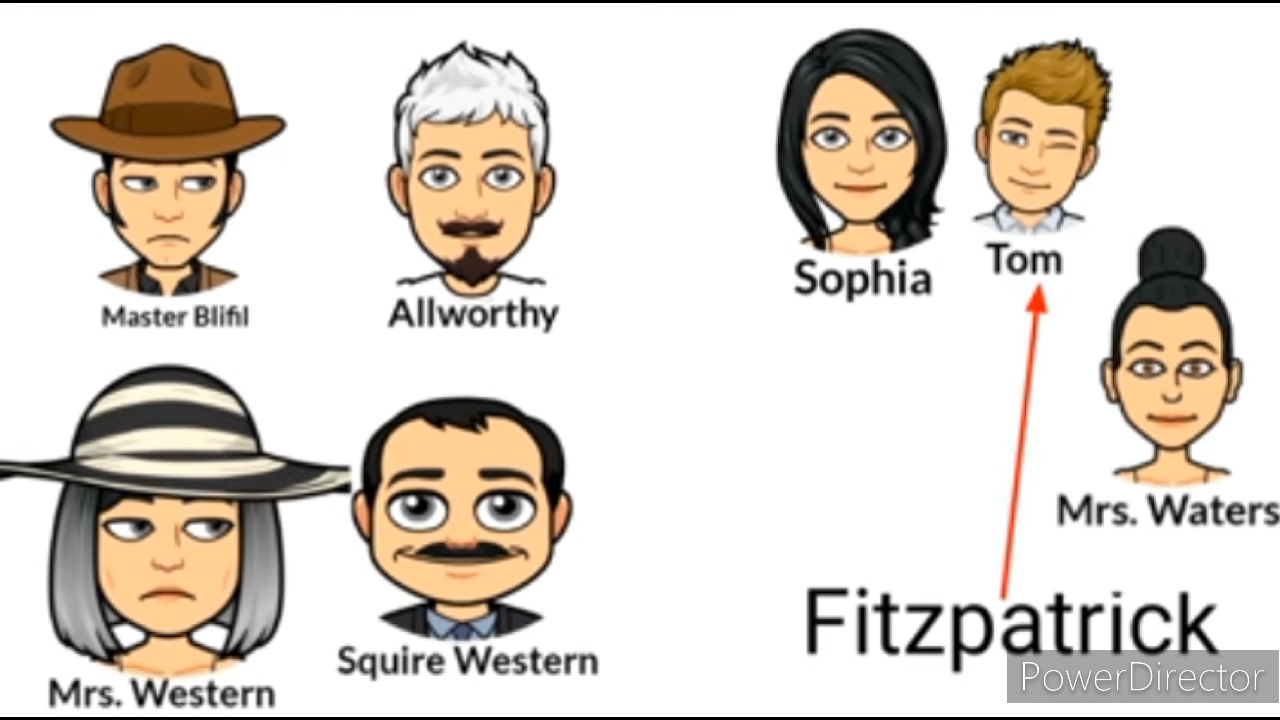 Master Blifil
Allworthy
Sophia
Tom
Mrs. Waters
Mrs. Western
Squire Western
Fitzpatrick
PowerDirector